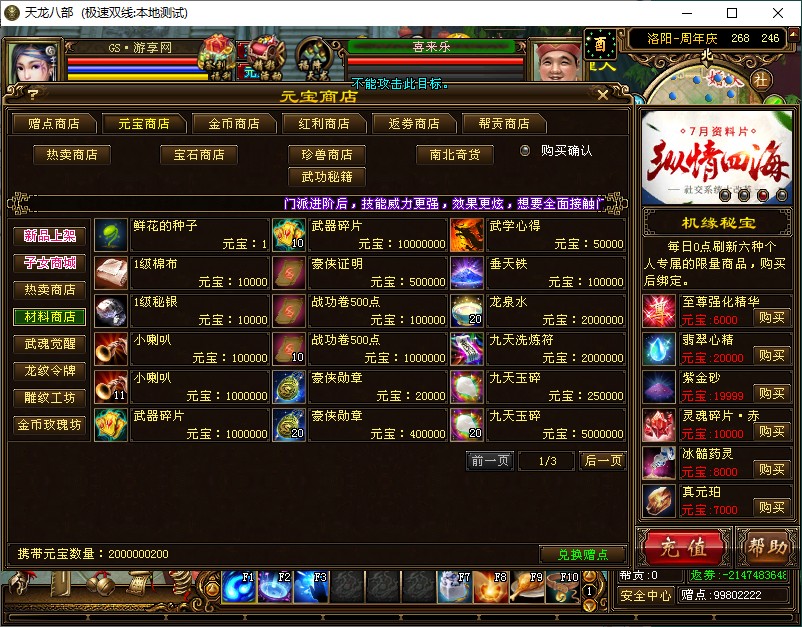 天龙八部 (极速双线:本地测试)
GS·游享网
喜来乐
酉
洛阳-周年庆 268 246
北
社
不能攻击此目标。
?
元宝商店
赠点商店
元宝商店
金币商店
红利商店
返券商店
帮贡商店
热卖商店
宝石商店
珍兽商店
南北奇货
购买确认
武功秘籍
门派进阶后，技能威力更强，效果更炫，想要全面接触门
新品上架
子女商城
热卖商店
材料商店
武魂觉醒
龙纹令牌
雕纹工坊
金币玫瑰坊
鲜花的种子
元宝：1
10
武器碎片
元宝：10000000
武学心得
元宝：50000
1级棉布
元宝：10000
豪侠证明
元宝：500000
垂天铁
元宝：100000
1级秘银
元宝：10000
战功卷500点
元宝：100000
20
龙泉水
元宝：2000000
小喇叭
元宝：100000
10
战功卷500点
元宝：1000000
九天洗炼符
元宝：2000000
11
小喇叭
元宝：1000000
豪侠勋章
元宝：20000
九天玉碎
元宝：250000
武器碎片
元宝：1000000
20
豪侠勋章
元宝：400000
20
九天玉碎
元宝：5000000
前一页
1/3
后一页
携带元宝数量：2000000200
兑换赠点
7月资料片
纵情四海
机缘秘宝
每日0点刷新六种个
人专属的限量商品，购买
后绑定。
至尊强化精华
元宝:6000
购买
翡翠心精
元宝:20000
购买
紫金砂
元宝:19999
购买
灵魂碎片·赤
元宝:10000
购买
冰髓药灵
元宝:8000
购买
真元珀
元宝:7000
购买
充值
帮助
F1
F2
F3
F7
F8
F9
F10
1
帮贡:0
返券:-2147483648
安全中心
赠点:99802222